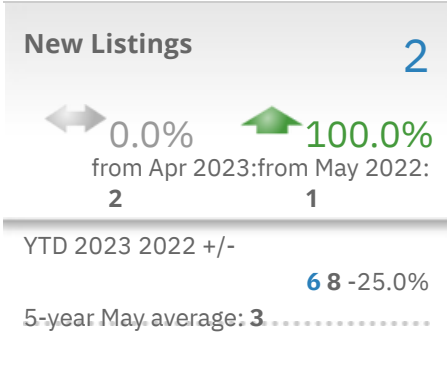 New Listings
2
0.0% 100.0%
from Apr 2023:from May 2022:
2 1
YTD 2023 2022 +/-
6 8 -25.0%
5-year May average: 3